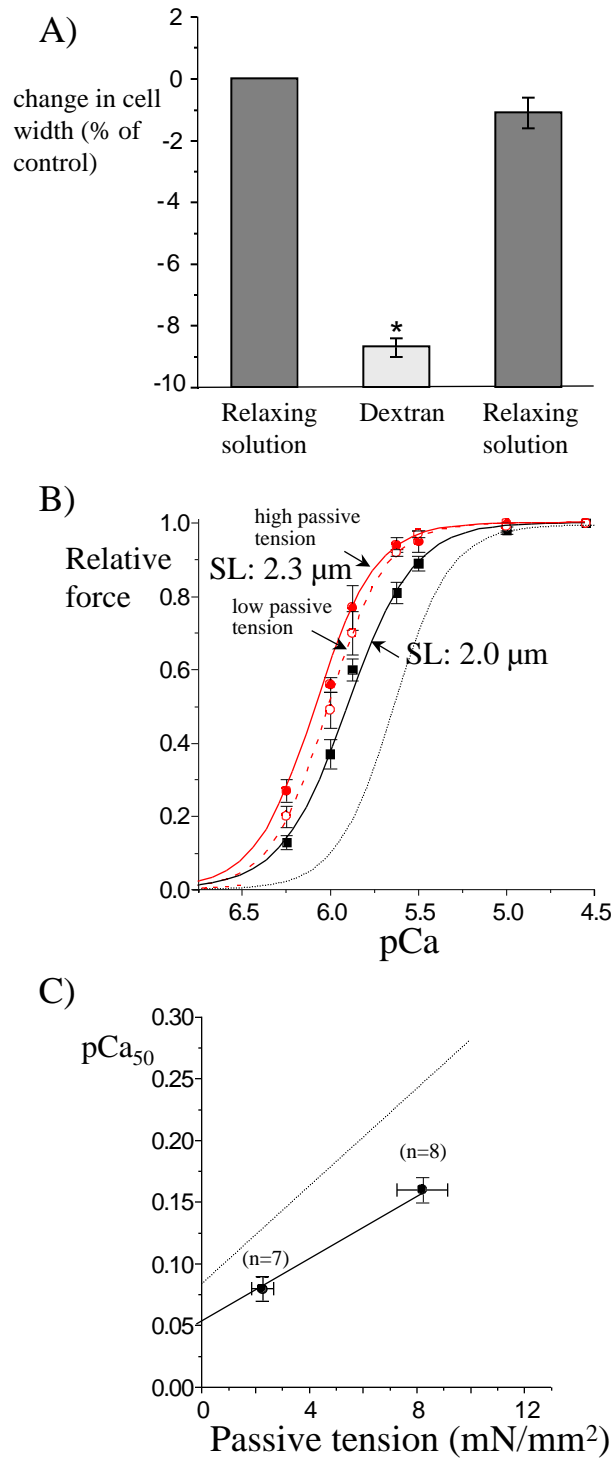 A)
change in cell
width (% of
control)
2
0
-2
-4
-6
-8
-10
*
Relaxing
solution
Dextran
Relaxing
solution
B)
Relative
force
1.0
0.8
0.6
0.4
0.2
0.0
high passive
tension
SL: 2.3 μm
low passive
tension
SL: 2.0 μm
6.5 6.0 5.5 5.0 4.5
pCa
C)
pCa50
0.30
0.25
0.20
0.15
0.10
0.05
0.00
(n=8)
(n=7)
0 4 8 12
Passive tension (mN/mm²)